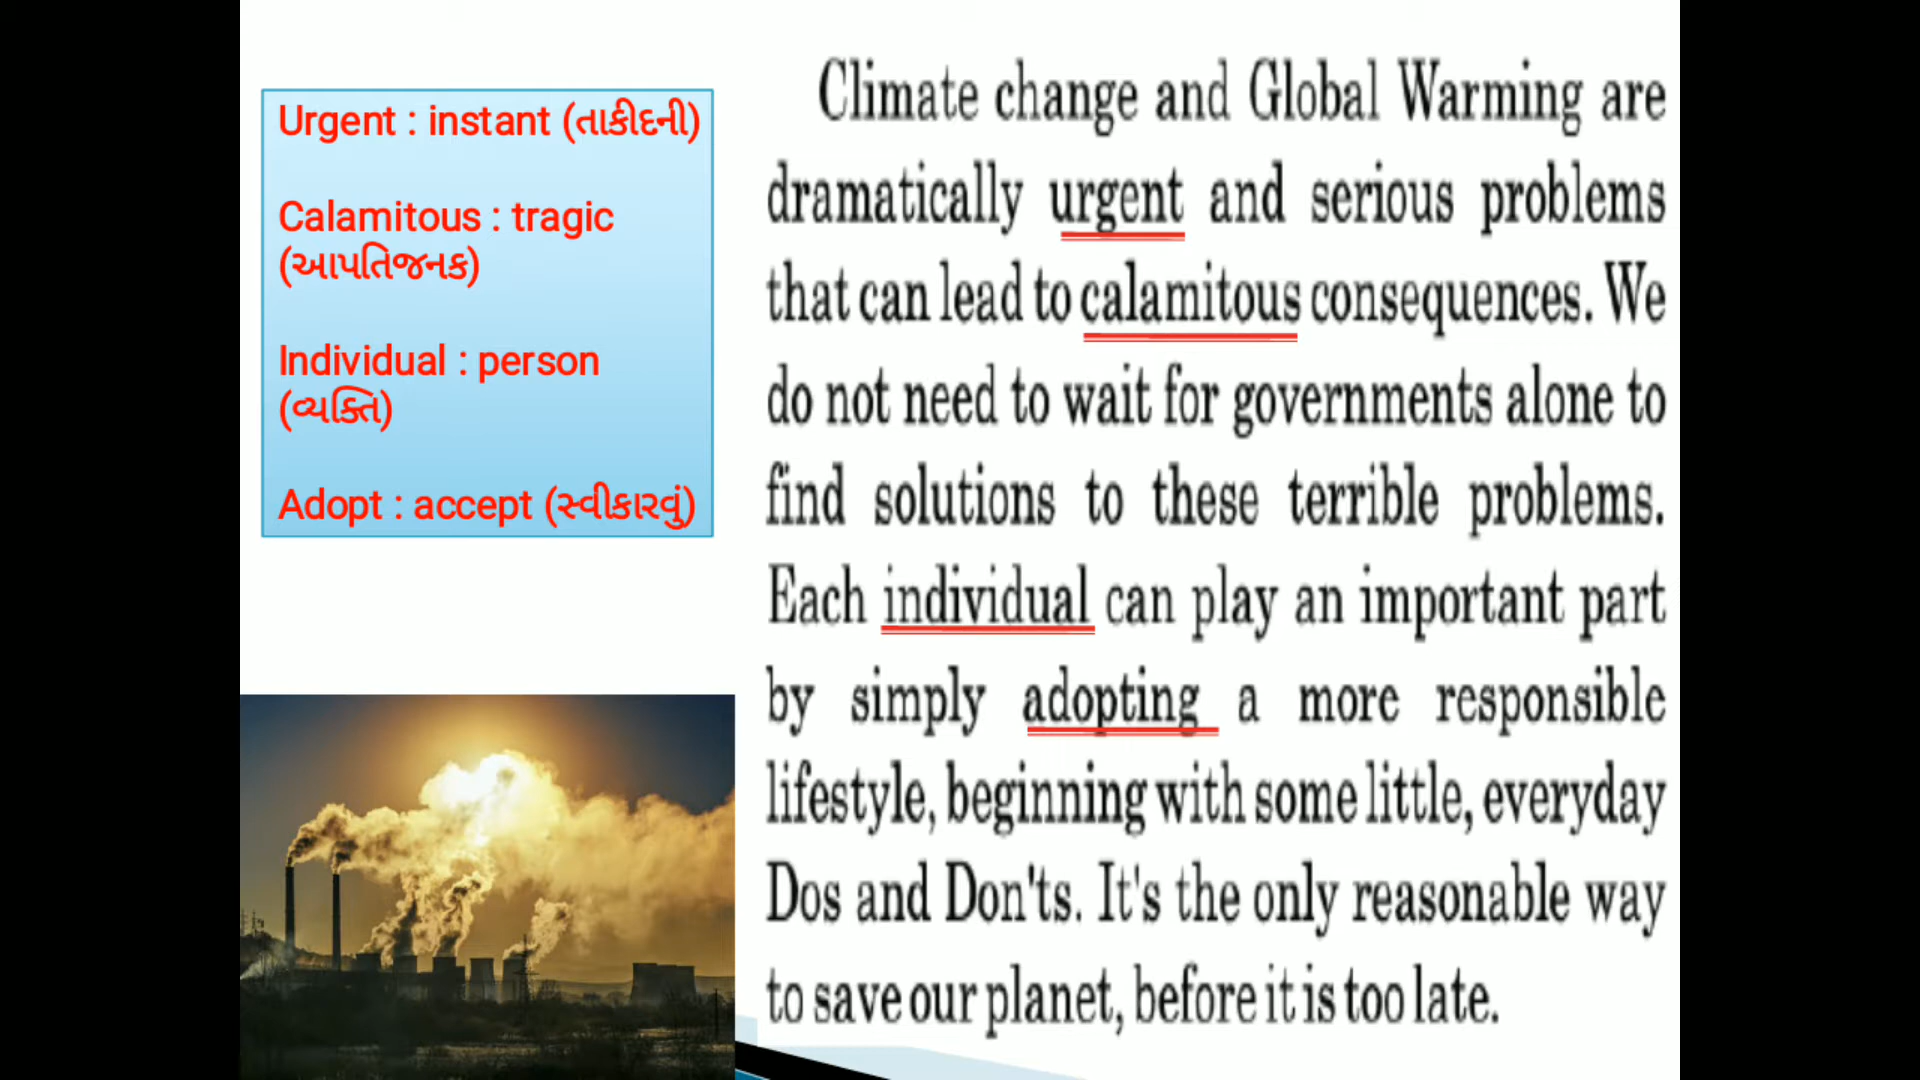 Urgent : instant (તાકીદની)
Calamitous : tragic
(આપતિજનક)
Individual : person
(વ્યક્તિ)
Adopt : accept (સ્વીકારવું)
Climate change and Global Warming are
dramatically urgent and serious problems
that can lead to calamitous consequences. We
do not need to wait for governments alone to
find solutions to these terrible problems.
Each individual can play an important part
by simply adopting a more responsible
lifestyle, beginning with some little, everyday
Dos and Don'ts. It's the only reasonable way
to save our planet, before it is too late.